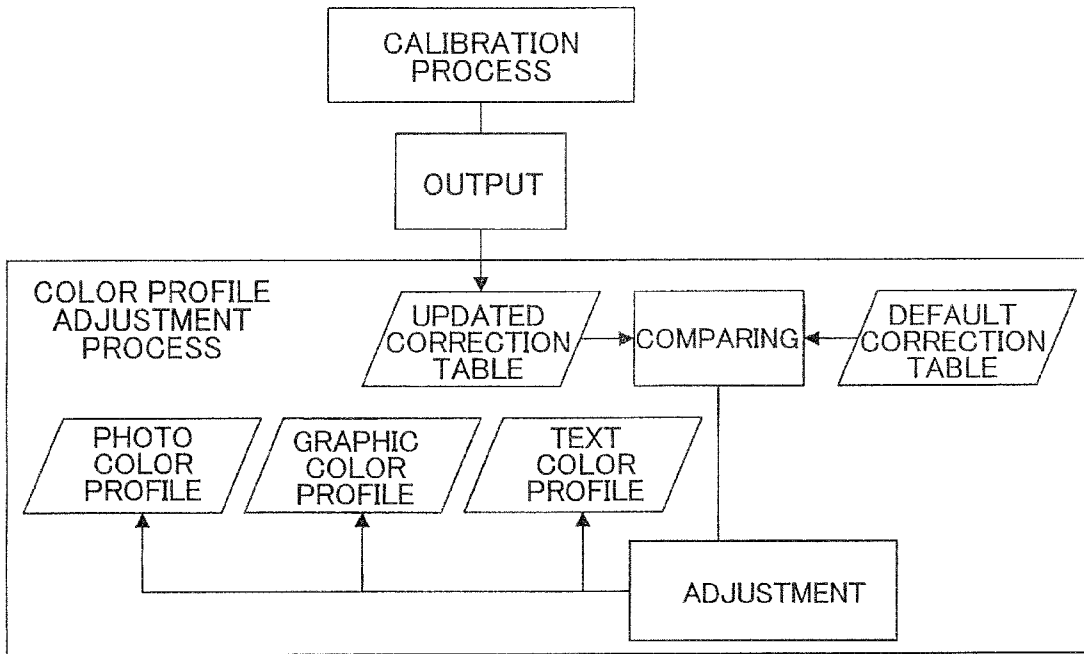 CALIBRATION
PROCESS
OUTPUT
COLOR PROFILE
ADJUSTMENT
PROCESS
UPDATED
CORRECTION
TABLE
COMPARING
DEFAULT
CORRECTION
TABLE
PHOTO
COLOR
PROFILE
GRAPHIC
COLOR
PROFILE
TEXT
COLOR
PROFILE
ADJUSTMENT